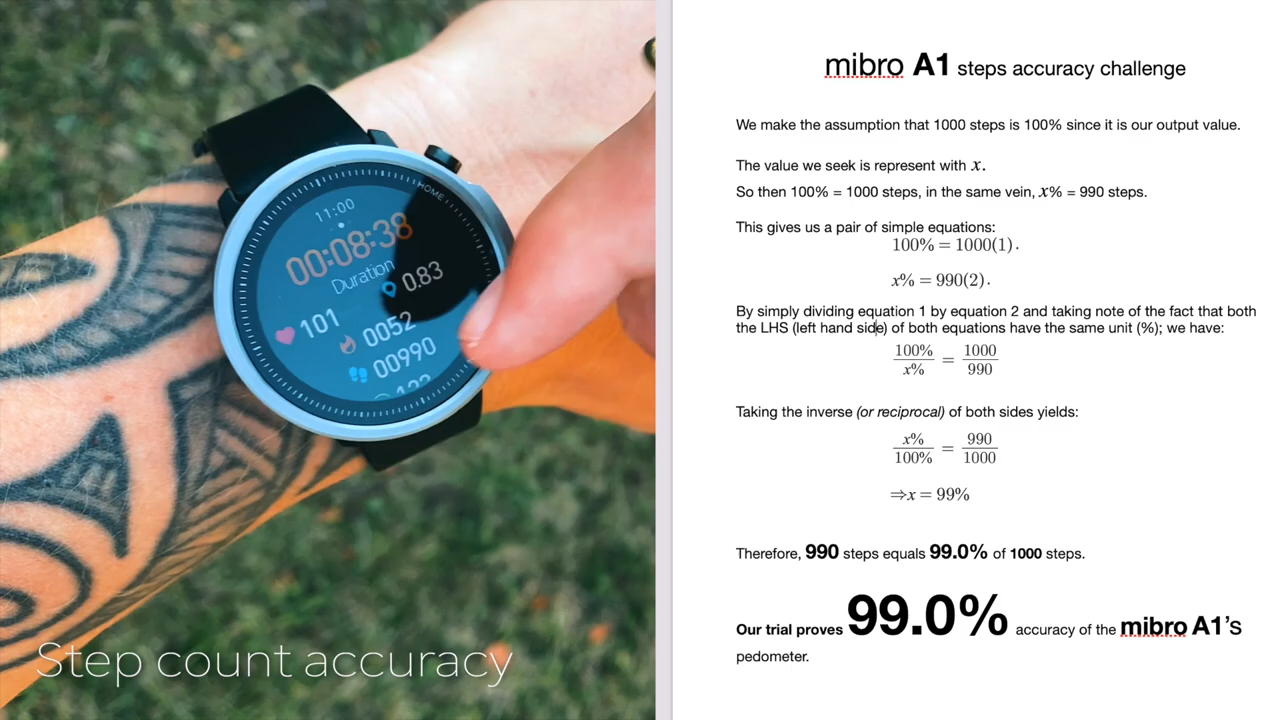 HOME
11:00
00:08:38
Duration
0.83
101
0052
00990
Step count accuracy
mibro A1 steps accuracy challenge
We make the assumption that 1000 steps is 100% since it is our output value.
The value we seek is represent with x.
So then 100% = 1000 steps, in the same vein, x% = 990 steps.
This gives us a pair of simple equations:
100% = 1000(1).
x% = 990(2).
By simply dividing equation 1 by equation 2 and taking note of the fact that both
the LHS (left hand side) of both equations have the same unit (%); we have:
100%/x% = 1000/990
Taking the inverse (or reciprocal) of both sides yields:
x%/100% = 990/1000
⇒x = 99%
Therefore, 990 steps equals 99.0% of 1000 steps.
Our trial proves 99.0% accuracy of the mibro A1's
pedometer.